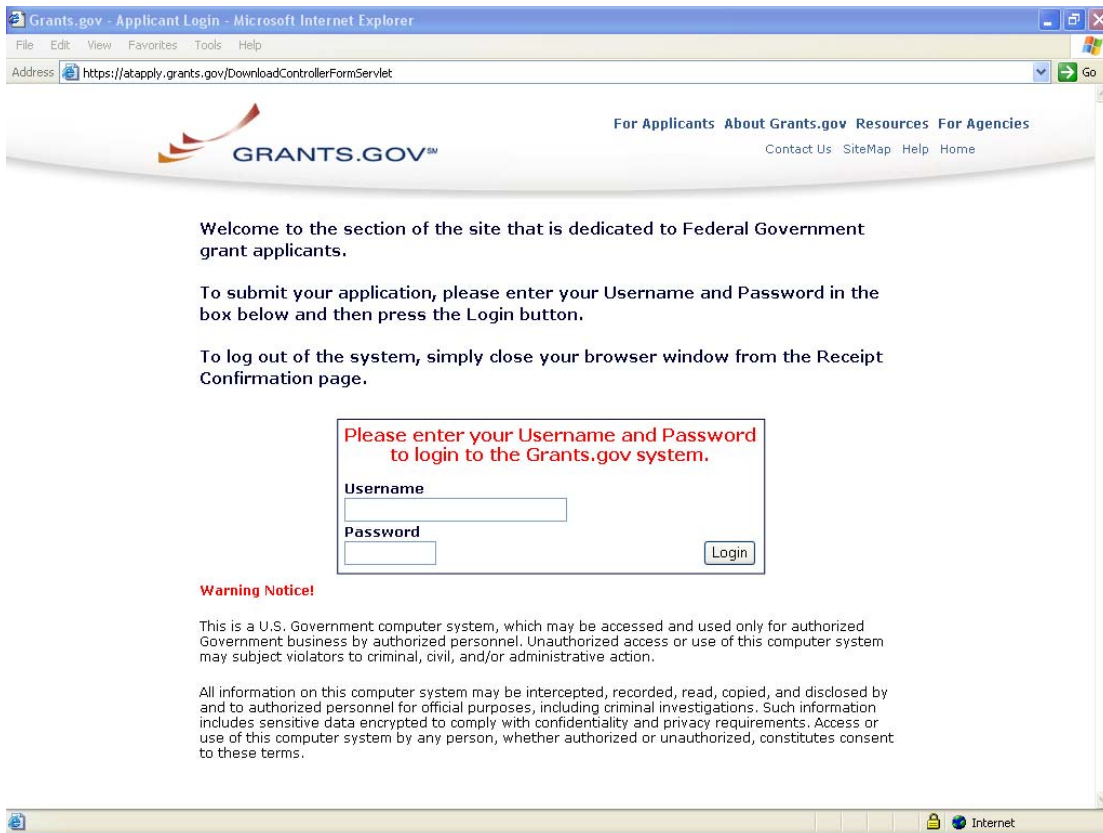 Grants.gov - Applicant Login - Microsoft Internet Explorer
File Edit View Favorites Tools Help
Address https://atapply.grants.gov/DownloadControllerFormServlet Go
For Applicants About Grants.gov Resources For Agencies
Contact Us SiteMap Help Home
GRANTS.GOV℠
Welcome to the section of the site that is dedicated to Federal Government
grant applicants.
To submit your application, please enter your Username and Password in the
box below and then press the Login button.
To log out of the system, simply close your browser window from the Receipt
Confirmation page.
Please enter your Username and Password
to login to the Grants.gov system.
Username
Password
Login
Warning Notice!
This is a U.S. Government computer system, which may be accessed and used only for authorized
Government business by authorized personnel. Unauthorized access or use of this computer system
may subject violators to criminal, civil, and/or administrative action.
All information on this computer system may be intercepted, recorded, read, copied, and disclosed by
and to authorized personnel for official purposes, including criminal investigations. Such information
includes sensitive data encrypted to comply with confidentiality and privacy requirements. Access or
use of this computer system by any person, whether authorized or unauthorized, constitutes consent
to these terms.
Internet